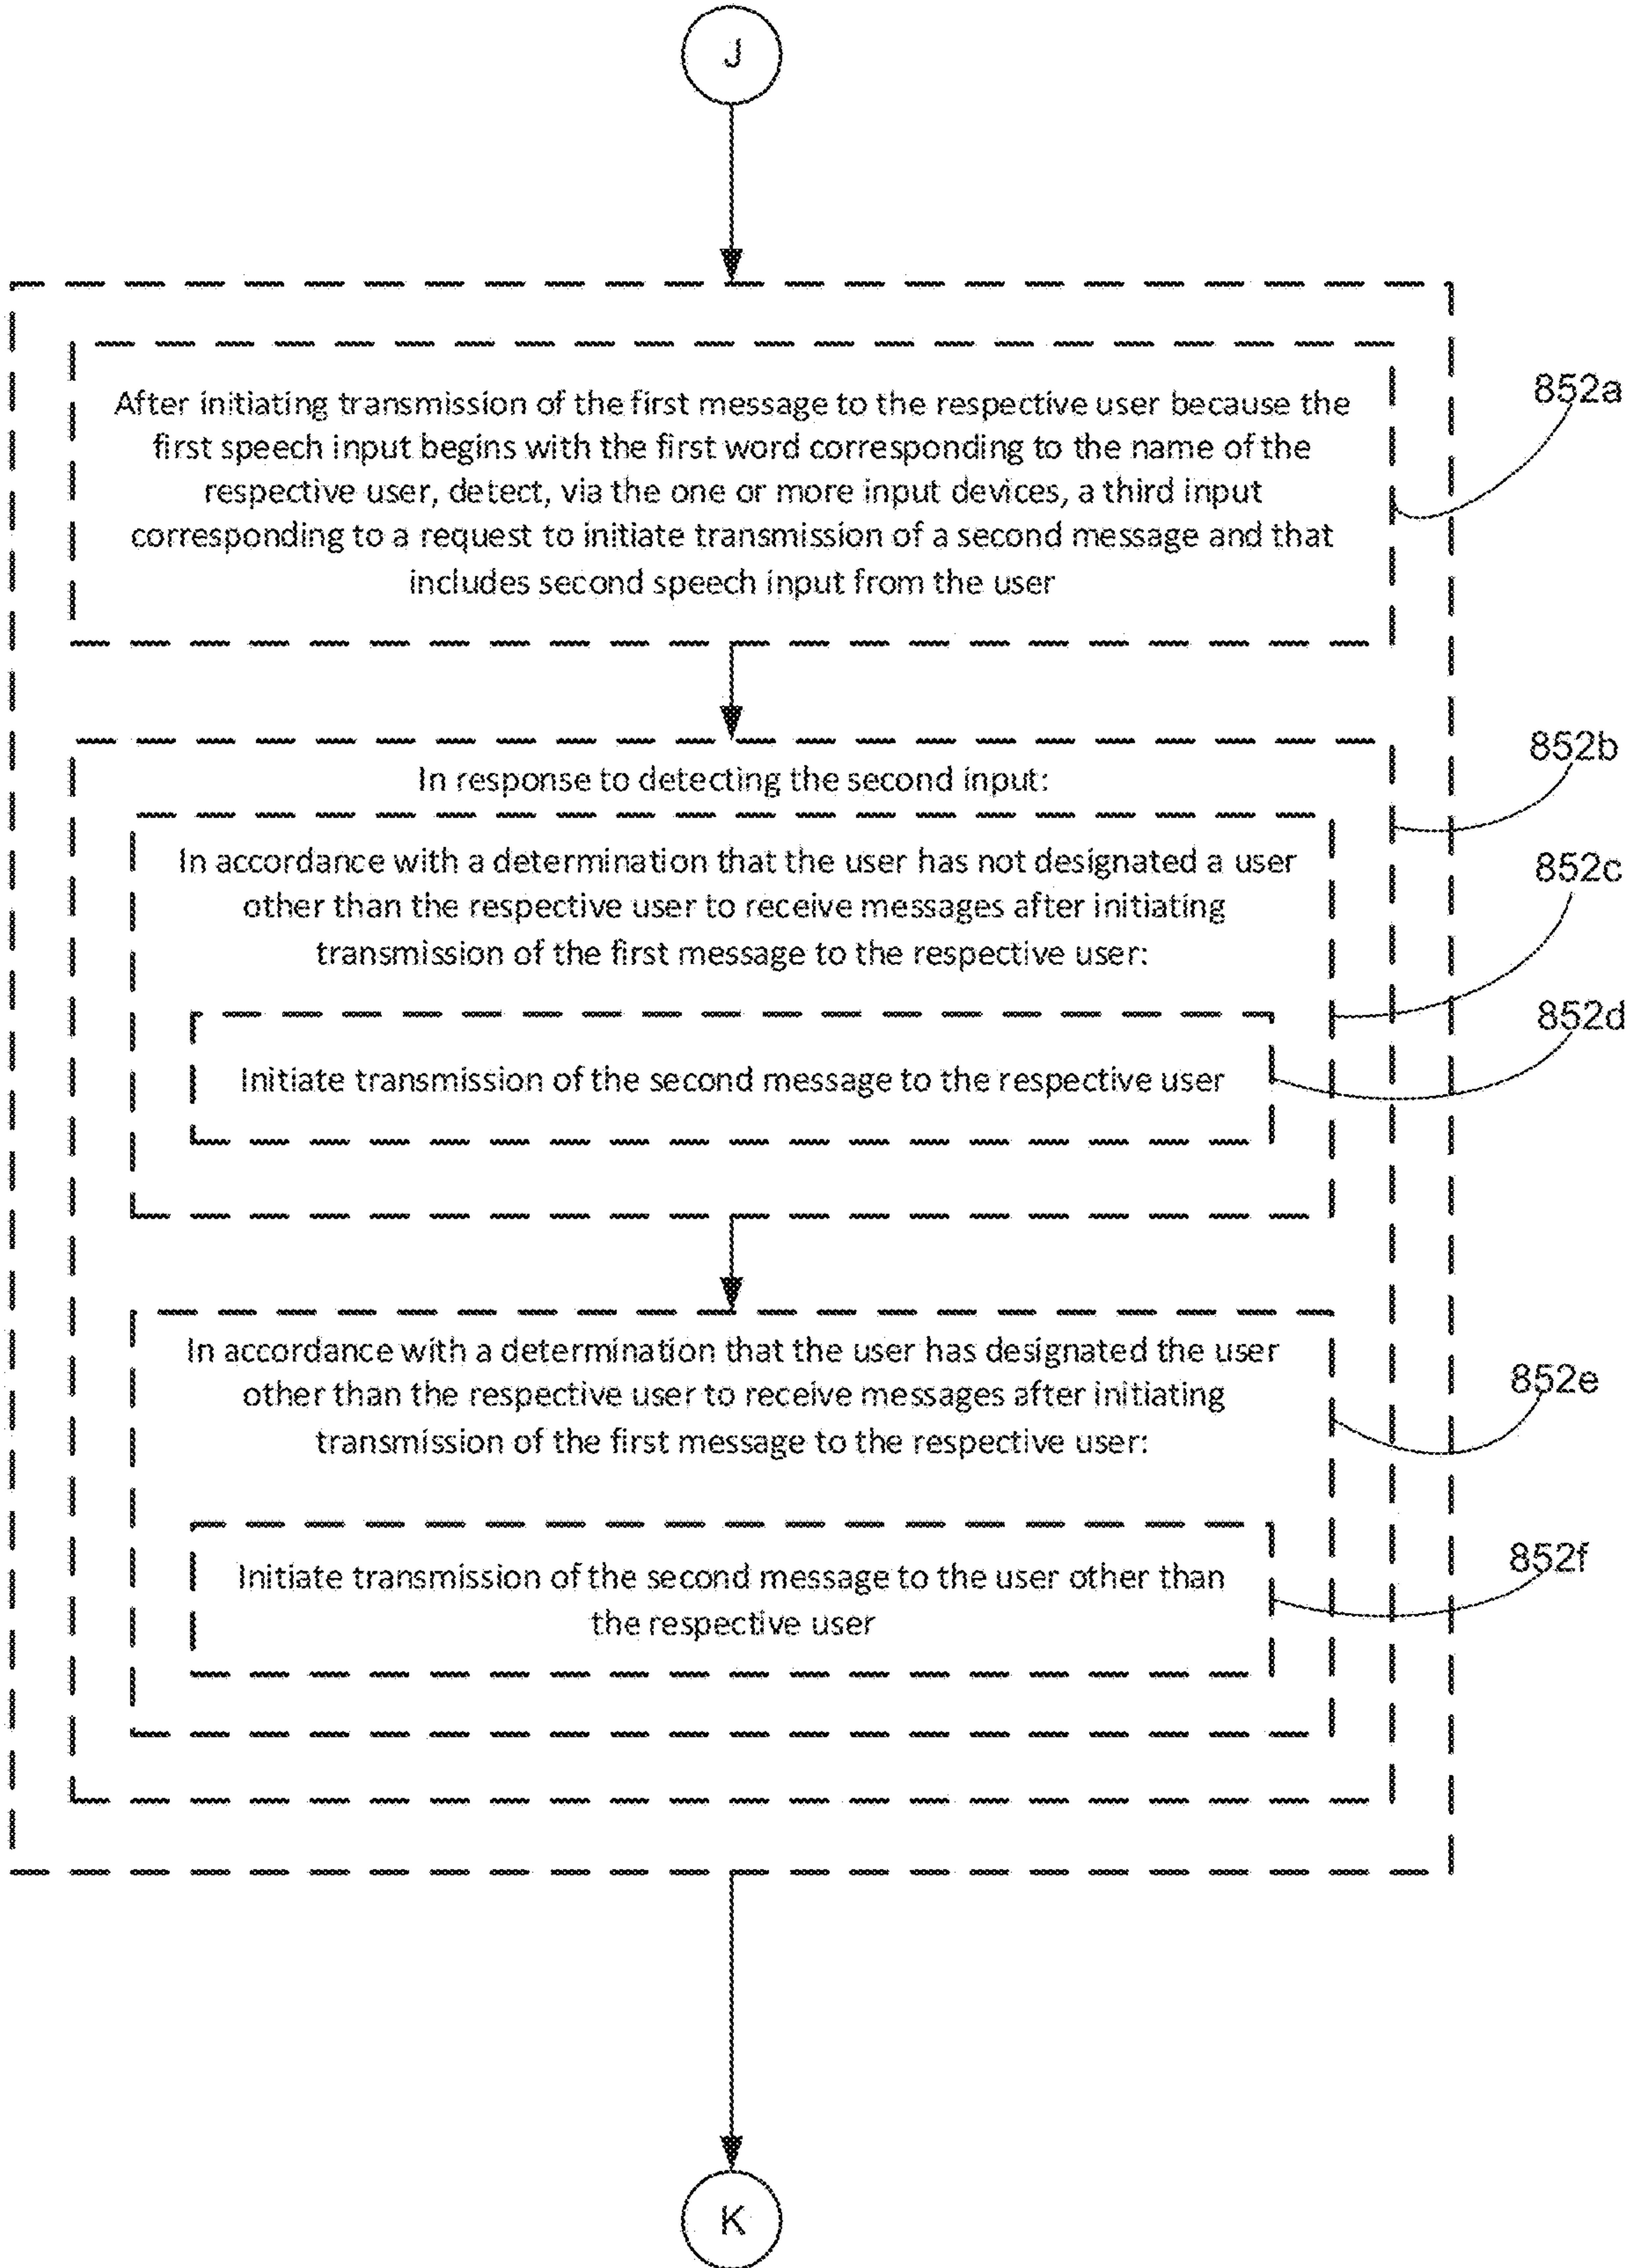 J
After initiating transmission of the first message to the respective user because the
first speech input begins with the first word corresponding to the name of the
respective user, detect, via the one or more input devices, a third input
corresponding to a request to initiate transmission of a second message and that
includes second speech input from the user
852a
In response to detecting the second input:
852b
In accordance with a determination that the user has not designated a user
other than the respective user to receive messages after initiating
transmission of the first message to the respective user:
852c
Initiate transmission of the second message to the respective user
852d
In accordance with a determination that the user has designated the user
other than the respective user to receive messages after initiating
transmission of the first message to the respective user:
852e
Initiate transmission of the second message to the user other than
the respective user
852f
K